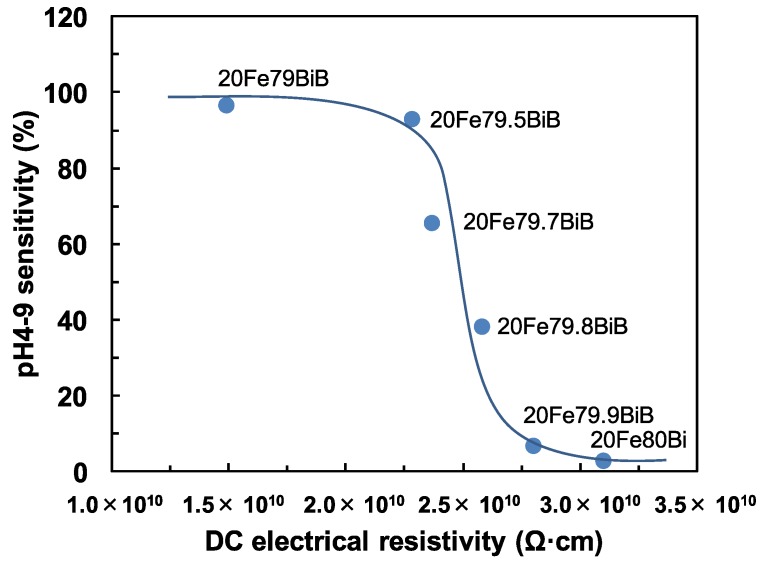 120
100
80
60
40
20
0
pH4-9 sensitivity (%)
20Fe79BiB
20Fe79.5BiB
20Fe79.7BiB
20Fe79.8BiB
20Fe79.9BiB
20Fe80Bi
1.0×10¹⁰ 1.5×10¹⁰ 2.0×10¹⁰ 2.5×10¹⁰ 3.0×10¹⁰ 3.5×10¹⁰
DC electrical resistivity (Ω·cm)